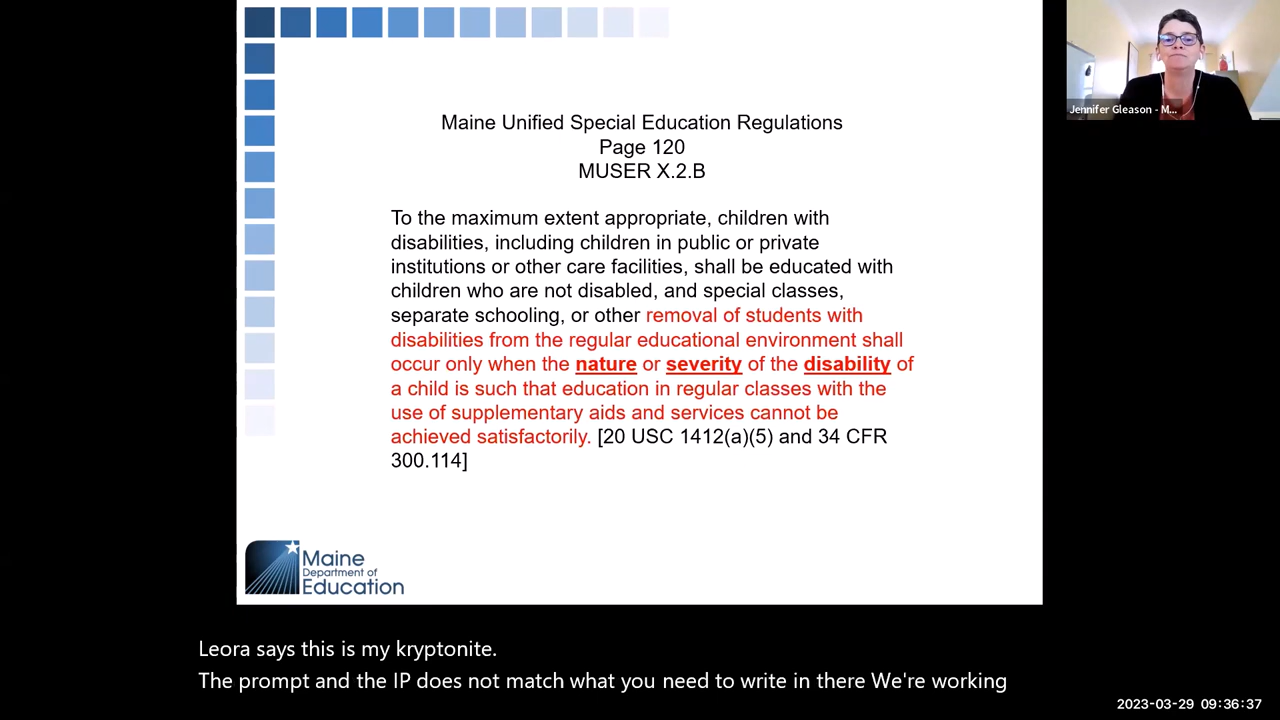 Maine Unified Special Education Regulations
Page 120
MUSER X.2.B
To the maximum extent appropriate, children with
disabilities, including children in public or private
institutions or other care facilities, shall be educated with
children who are not disabled, and special classes,
separate schooling, or other removal of students with
disabilities from the regular educational environment shall
occur only when the nature or severity of the disability of
a child is such that education in regular classes with the
use of supplementary aids and services cannot be
achieved satisfactorily. [20 USC 1412(a)(5) and 34 CFR
300.114]
Maine
Department of
Education
Jennifer Gleason - M...
Leora says this is my kryptonite.
The prompt and the IP does not match what you need to write in there We're working
2023-03-29 09:36:37